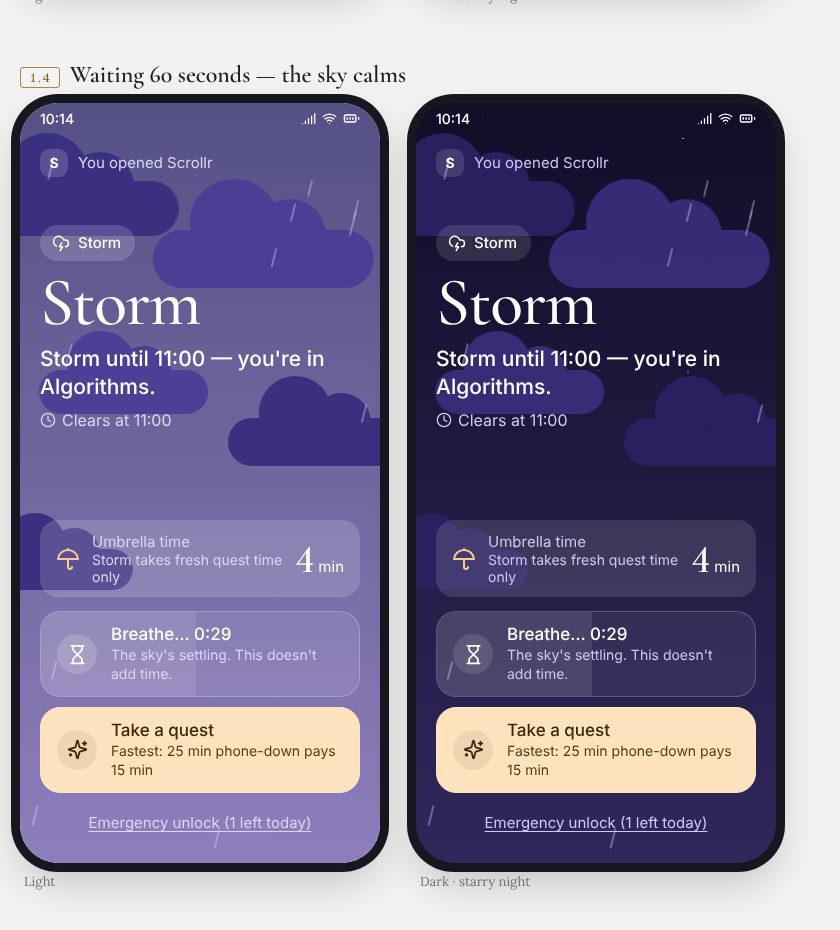 1.4 Waiting 60 seconds — the sky calms
10:14
S You opened Scrollr
Storm
Storm
Storm until 11:00 — you're in
Algorithms.
Clears at 11:00
Umbrella time
Storm takes fresh quest time
only
4 min
Breathe... 0:29
The sky's settling. This doesn't
add time.
Take a quest
Fastest: 25 min phone-down pays
15 min
Emergency unlock (1 left today)
Light
10:14
S You opened Scrollr
Storm
Storm
Storm until 11:00 — you're in
Algorithms.
Clears at 11:00
Umbrella time
Storm takes fresh quest time
only
4 min
Breathe... 0:29
The sky's settling. This doesn't
add time.
Take a quest
Fastest: 25 min phone-down pays
15 min
Emergency unlock (1 left today)
Dark · starry night